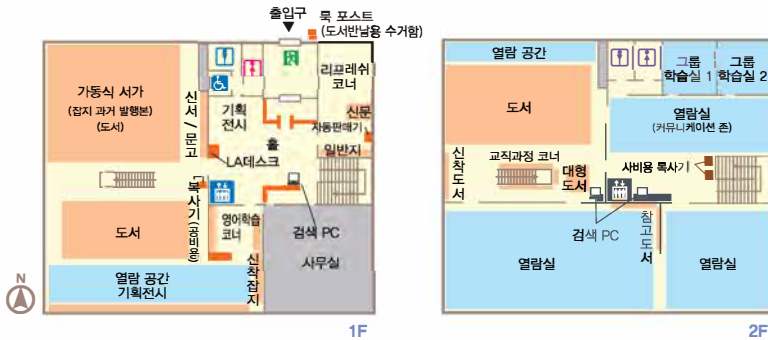 출입구
북 포스트
(도서반납용 수거함)
가동식 서가
(잡지 과거 발행본)
(도서)
신서 / 문고
기획
전시
리프레쉬
코너
신문
자동판매기
일반지
홀
LA데스크
복사기(공비용)
도서
영어학습
코너
검색 PC
사무실
신착잡지
열람 공간
기획전시
N
1F
열람 공간
그룹
학습실 1
그룹
학습실 2
도서
열람실
(커뮤니케이션 존)
신착도서
교직과정 코너
대형
도서
사비용 복사기
검색 PC
참고도서
열람실
열람실
2F